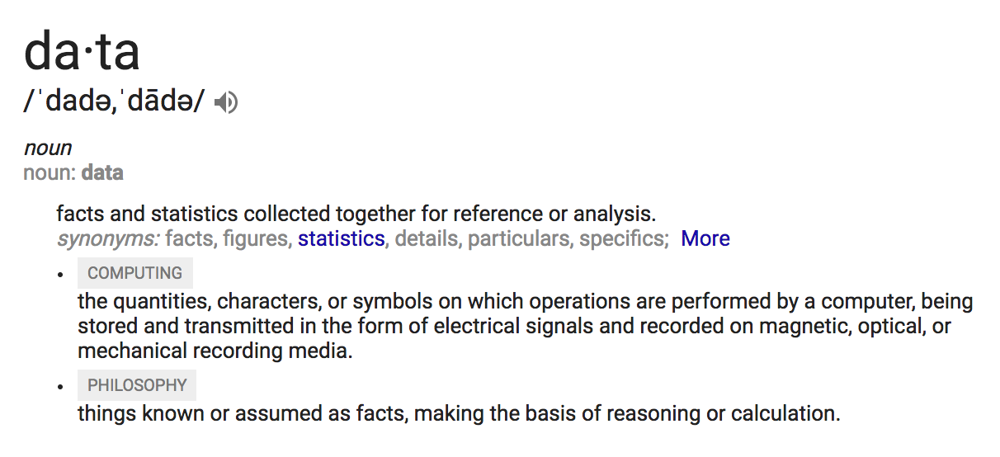 da·ta
/ˈdadə,ˈdādə/
noun
noun: data
facts and statistics collected together for reference or analysis.
synonyms: facts, figures, statistics, details, particulars, specifics; More
• COMPUTING
the quantities, characters, or symbols on which operations are performed by a computer, being
stored and transmitted in the form of electrical signals and recorded on magnetic, optical, or
mechanical recording media.
• PHILOSOPHY
things known or assumed as facts, making the basis of reasoning or calculation.